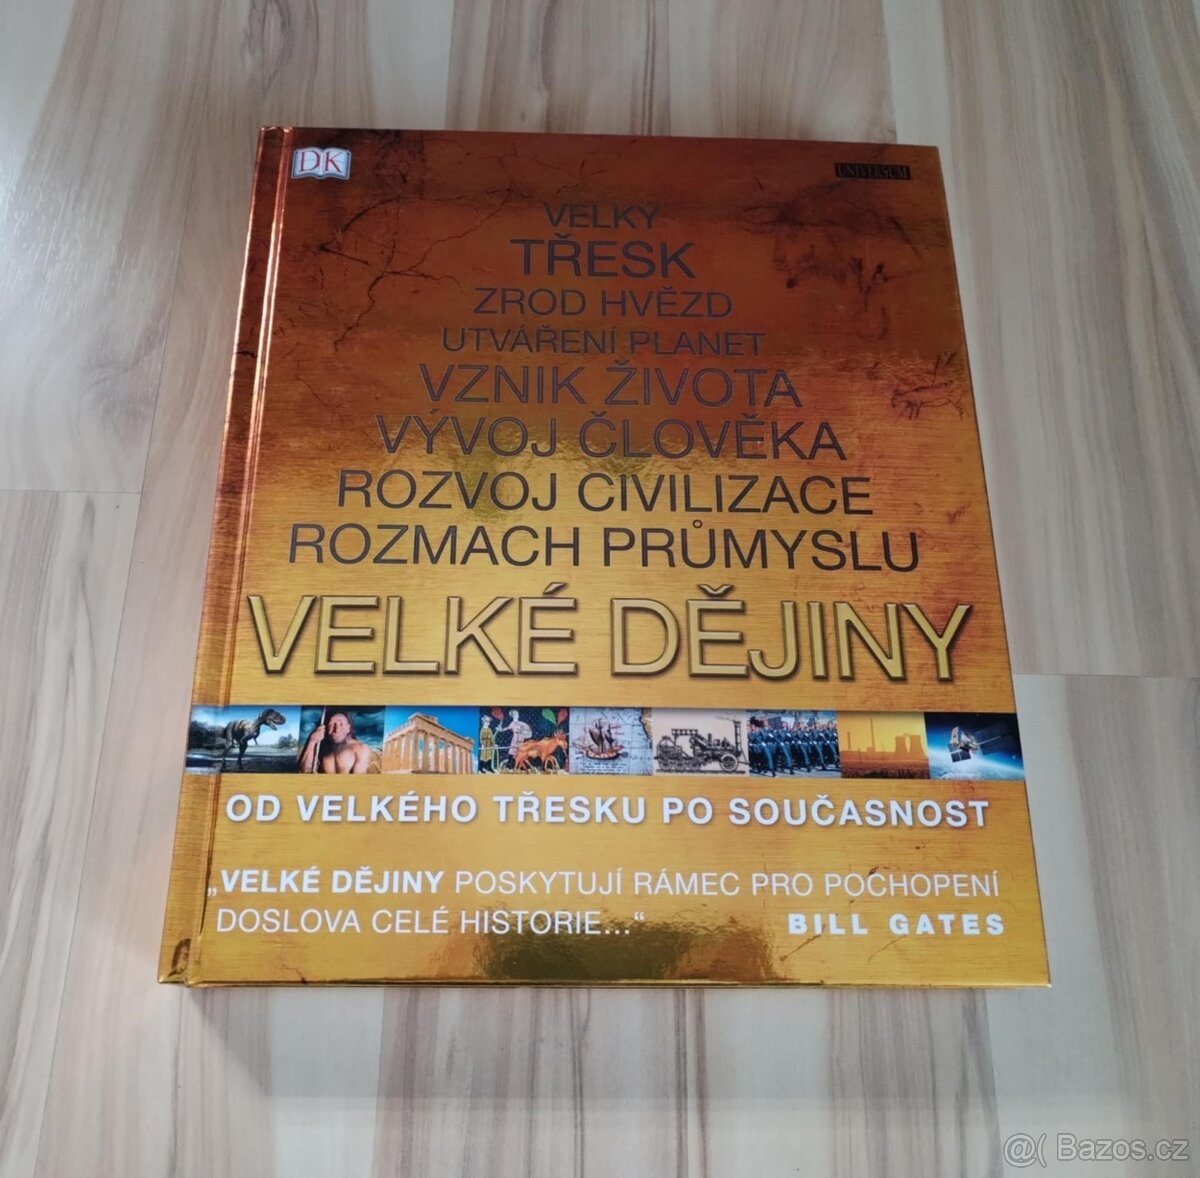 DK
UNIVERSUM
VELKÝ
TŘESK
ZROD HVĚZD
UTVÁŘENÍ PLANET
VZNIK ŽIVOTA
VÝVOJ ČLOVĚKA
ROZVOJ CIVILIZACE
ROZMACH PRŮMYSLU
VELKÉ DĚJINY
OD VELKÉHO TŘESKU PO SOUČASNOST
„VELKÉ DĚJINY POSKYTUJÍ RÁMEC PRO POCHOPENÍ
DOSLOVA CELÉ HISTORIE...“ BILL GATES
@( Bazos.cz